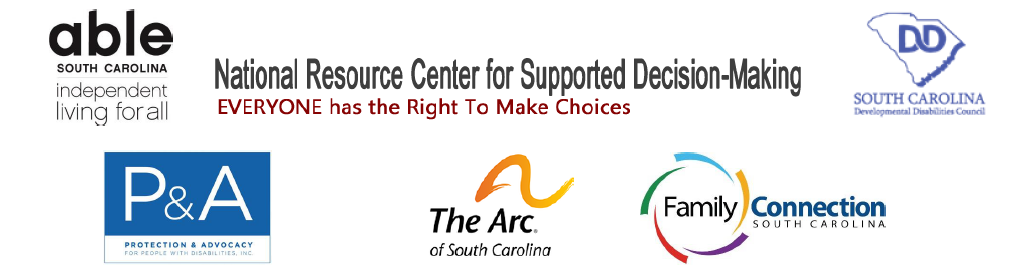 able
SOUTH CAROLINA
independent
living for all
National Resource Center for Supported Decision-Making
EVERYONE has the Right To Make Choices
DD
SOUTH CAROLINA
Developmental Disabilities Council
P&A
PROTECTION & ADVOCACY
FOR PEOPLE WITH DISABILITIES, INC.
The Arc®
of South Carolina
Family Connection
SOUTH CAROLINA